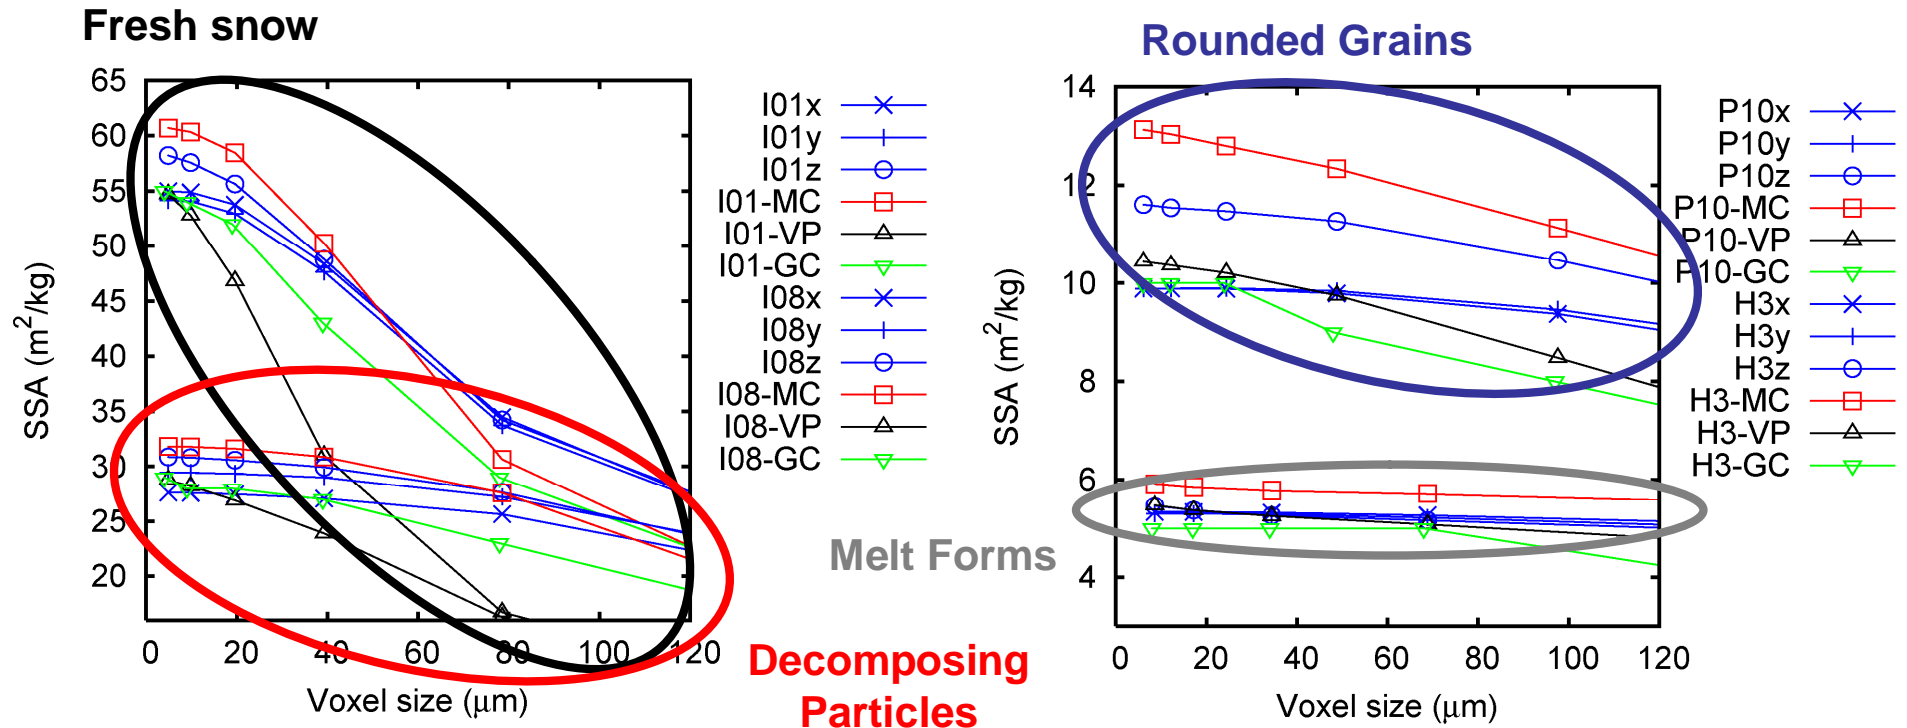 Fresh snow
65
60
55
50
45
40
35
30
25
20
SSA (m²/kg)
0 20 40 60 80 100 120
Voxel size (μm)
I01x
I01y
I01z
I01-MC
I01-VP
I01-GC
I08x
I08y
I08z
I08-MC
I08-VP
I08-GC
Decomposing
Particles
Rounded Grains
14
12
10
8
6
4
SSA (m²/kg)
Melt Forms
0 20 40 60 80 100 120
Voxel size (μm)
P10x
P10y
P10z
P10-MC
P10-VP
P10-GC
H3x
H3y
H3z
H3-MC
H3-VP
H3-GC